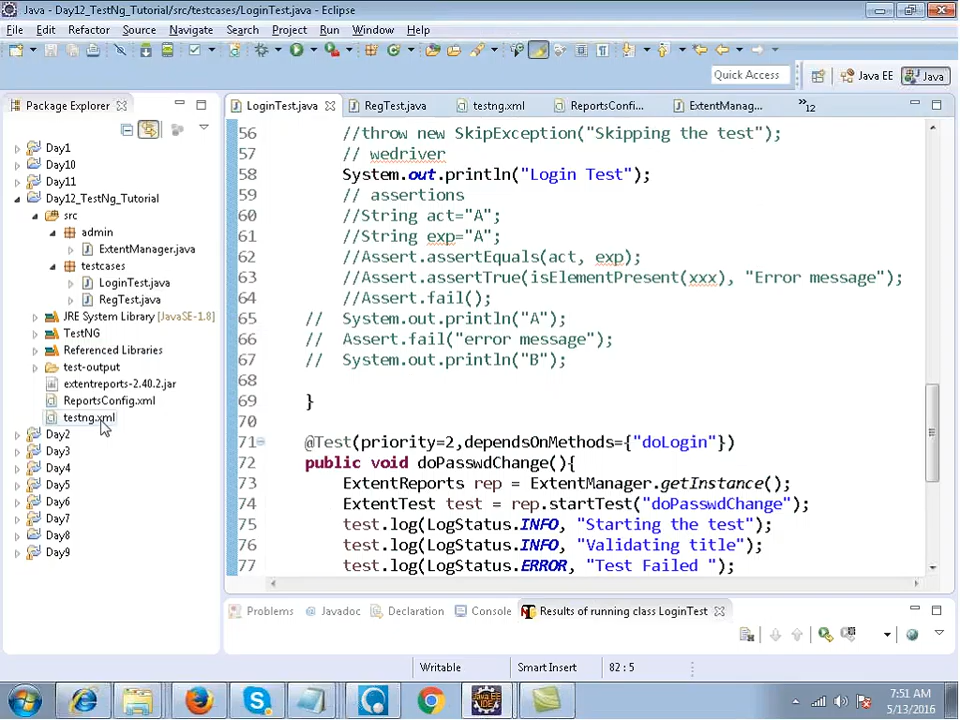 Java - Day12_TestNg_Tutorial/src/testcases/LoginTest.java - Eclipse
File Edit Refactor Source Navigate Search Project Run Window Help
Quick Access Java EE Java
Package Explorer
Day1
Day10
Day11
Day12_TestNg_Tutorial
src
admin
ExtentManager.java
testcases
LoginTest.java
RegTest.java
JRE System Library [JavaSE-1.8]
TestNG
Referenced Libraries
test-output
extentreports-2.40.2.jar
ReportsConfig.xml
testng.xml
Day2
Day3
Day4
Day5
Day6
Day7
Day8
Day9
LoginTest.java RegTest.java testng.xml ReportsConfi... ExtentManag... »12
56 //throw new SkipException("Skipping the test");
57 // wedriver
58 System.out.println("Login Test");
59 // assertions
60 //String act="A";
61 //String exp="A";
62 //Assert.assertEquals(act, exp);
63 //Assert.assertTrue(isElementPresent(xxx), "Error message");
64 //Assert.fail();
65 // System.out.println("A");
66 // Assert.fail("error message");
67 // System.out.println("B");
68
69 }
70
71 @Test(priority=2,dependsOnMethods={"doLogin"})
72 public void doPasswdChange(){
73 ExtentReports rep = ExtentManager.getInstance();
74 ExtentTest test = rep.startTest("doPasswdChange");
75 test.log(LogStatus.INFO, "Starting the test");
76 test.log(LogStatus.INFO, "Validating title");
77 test.log(LogStatus.ERROR, "Test Failed ");
Problems Javadoc Declaration Console Results of running class LoginTest
Writable Smart Insert 82 : 5
7:51 AM
5/13/2016